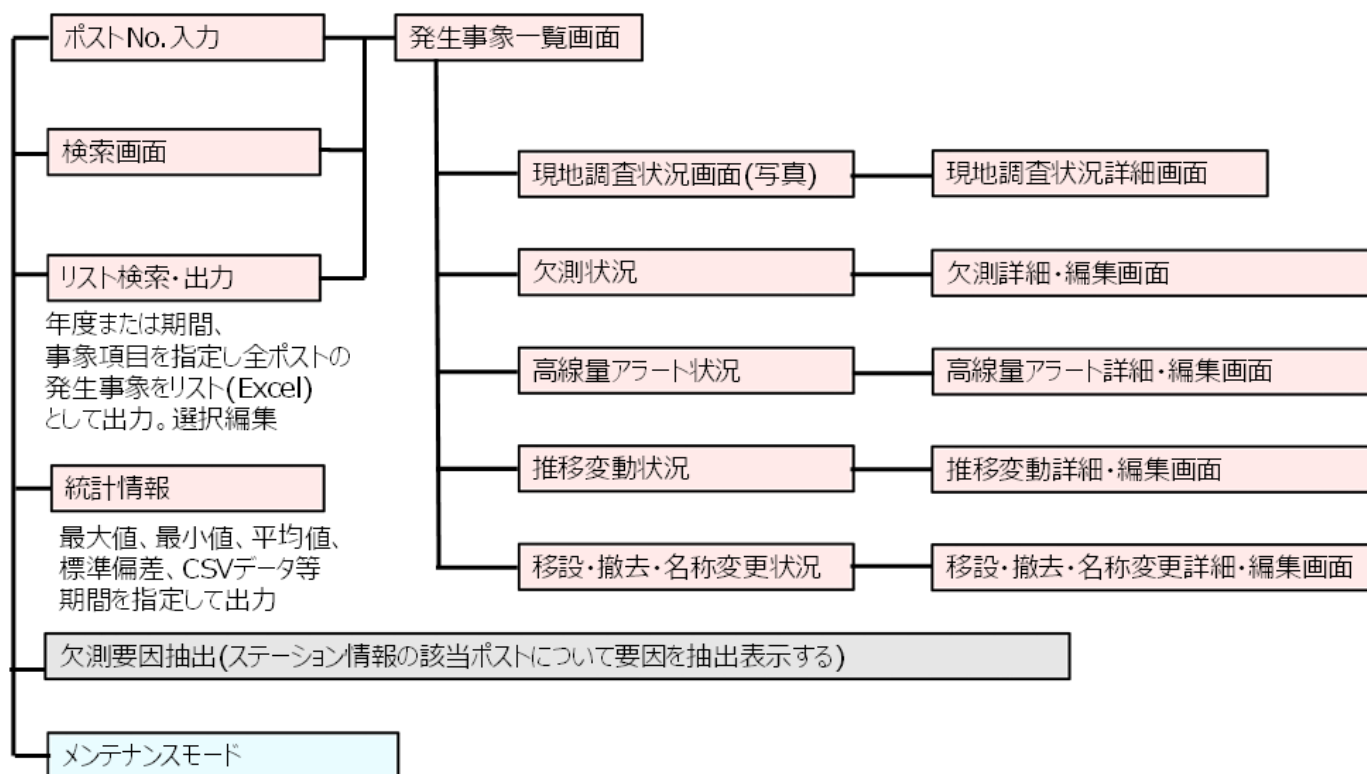 ポストNo.入力
発生事象一覧画面
検索画面
現地調査状況画面(写真)
現地調査状況詳細画面
リスト検索・出力
欠測状況
欠測詳細・編集画面
年度または期間、
事象項目を指定し全ポストの
発生事象をリスト(Excel)
として出力。選択編集
高線量アラート状況
高線量アラート詳細・編集画面
統計情報
推移変動状況
推移変動詳細・編集画面
最大値、最小値、平均値、
標準偏差、CSVデータ等
期間を指定して出力
移設・撤去・名称変更状況
移設・撤去・名称変更詳細・編集画面
欠測要因抽出(ステーション情報の該当ポストについて要因を抽出表示する)
メンテナンスモード